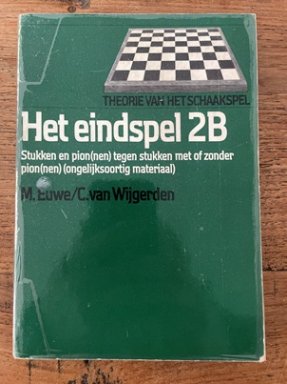 THEORIE VAN HET SCHAAKSPEL
Het eindspel 2B
Stukken en pion(nen) tegen stukken met of zonder
pion(nen) (ongelijksoortig materiaal)
M. Euwe/C. van Wijgerden